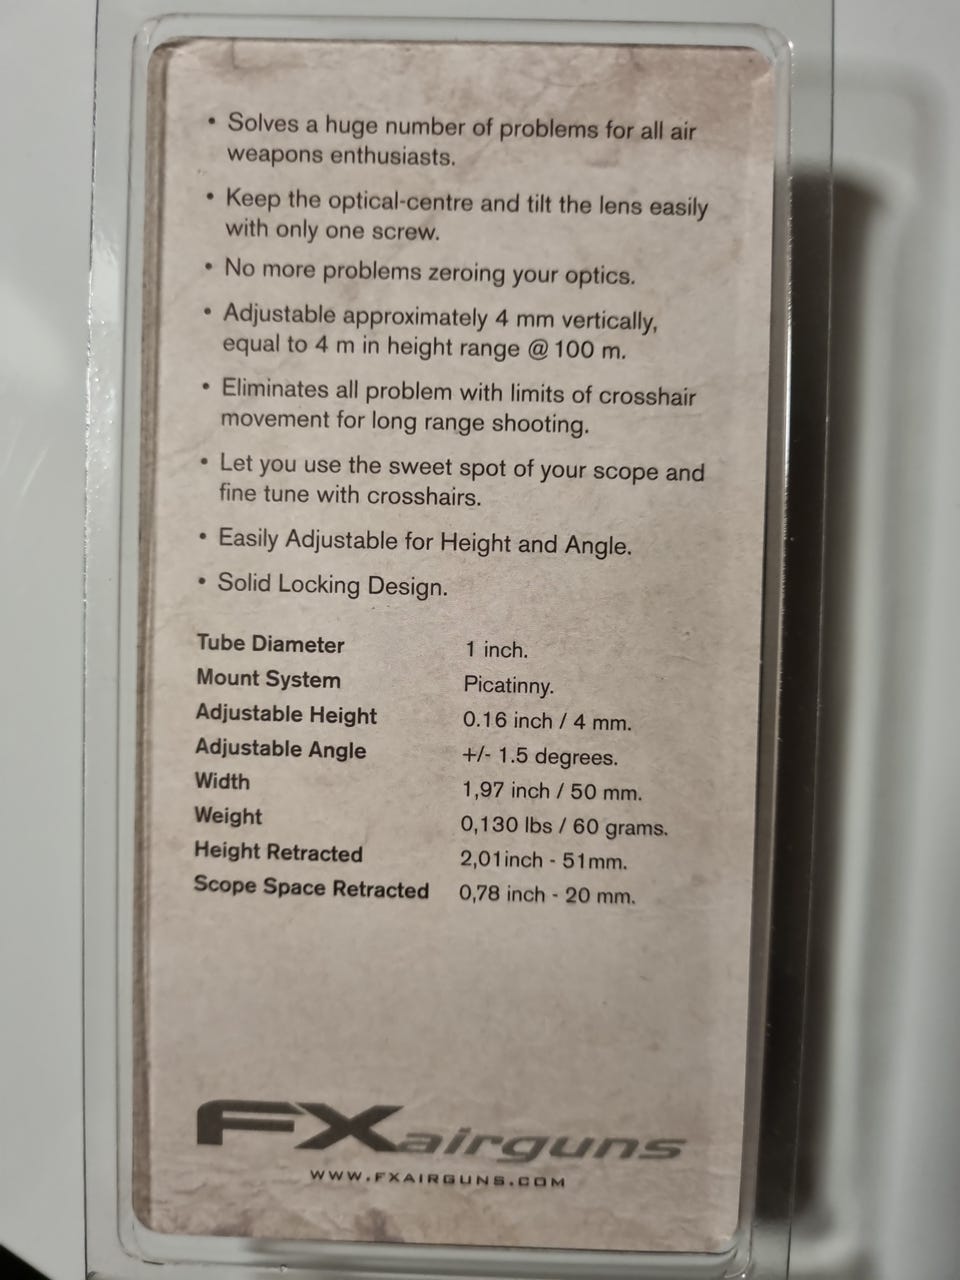 • Solves a huge number of problems for all air
weapons enthusiasts.
• Keep the optical-centre and tilt the lens easily
with only one screw.
• No more problems zeroing your optics.
• Adjustable approximately 4 mm vertically,
equal to 4 m in height range @ 100 m.
• Eliminates all problem with limits of crosshair
movement for long range shooting.
• Let you use the sweet spot of your scope and
fine tune with crosshairs.
• Easily Adjustable for Height and Angle.
• Solid Locking Design.
Tube Diameter 1 inch.
Mount System Picatinny.
Adjustable Height 0.16 inch / 4 mm.
Adjustable Angle +/- 1.5 degrees.
Width 1,97 inch / 50 mm.
Weight 0,130 lbs / 60 grams.
Height Retracted 2,01inch - 51mm.
Scope Space Retracted 0,78 inch - 20 mm.
FXairguns
WWW.FXAIRGUNS.COM